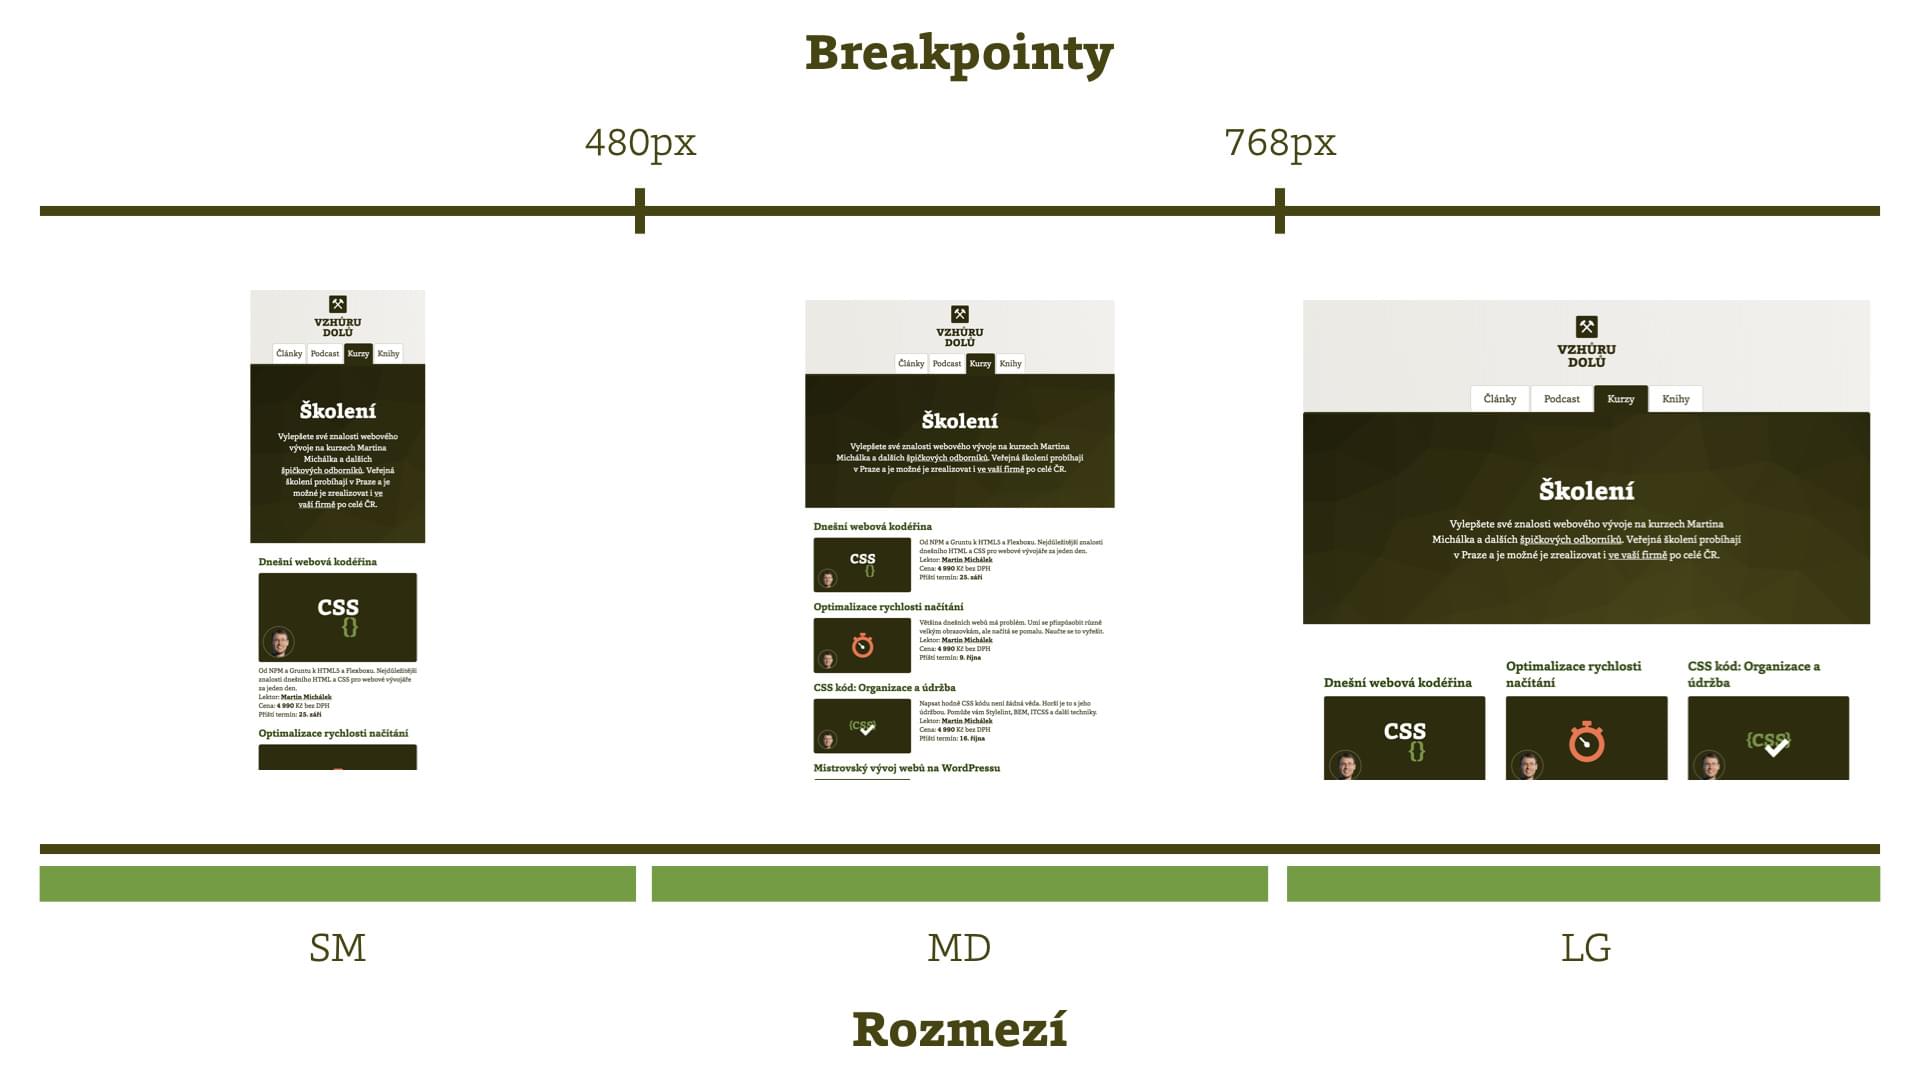 Breakpointy
480px
768px
VZHŮRU
DOLŮ
Články Podcast Kurzy Knihy
Školení
Vylepšete své znalosti webového
vývoje na kurzech Martina
Michálka a dalších
špičkových odborníků. Veřejná
školení probíhají v Praze a je
možné je zrealizovat i ve
vaší firmě po celé ČR.
Dnešní webová kodéřina
CSS
{}
Od NPM a Gruntu k HTML5 a Flexboxu. Nejdůležitější
znalosti dnešního HTML a CSS pro webové vývojáře
za jeden den.
Lektor: Martin Michálek
Cena: 4 990 Kč bez DPH
Příští termín: 25. září
Optimalizace rychlosti načítání
VZHŮRU
DOLŮ
Články Podcast Kurzy Knihy
Školení
Vylepšete své znalosti webového vývoje na kurzech Martina
Michálka a dalších špičkových odborníků. Veřejná školení probíhají
v Praze a je možné je zrealizovat i ve vaší firmě po celé ČR.
Dnešní webová kodéřina
CSS
{}
Od NPM a Gruntu k HTML5 a Flexboxu. Nejdůležitější znalosti
dnešního HTML a CSS pro webové vývojáře za jeden den.
Lektor: Martin Michálek
Cena: 4 990 Kč bez DPH
Příští termín: 25. září
Optimalizace rychlosti načítání
Většina dnešních webů má problém. Umí se přizpůsobit různě
velkým obrazovkám, ale načítá se pomalu. Naučte se to vyřešit.
Lektor: Martin Michálek
Cena: 4 990 Kč bez DPH
Příští termín: 9. října
CSS kód: Organizace a údržba
{CSS}
Napsat hodně CSS kódu není žádná věda. Horší je to s jeho
údržbou. Pomůže vám Stylelint, BEM, ITCSS a další techniky.
Lektor: Martin Michálek
Cena: 4 990 Kč bez DPH
Příští termín: 16. října
Mistrovský vývoj webů na WordPressu
VZHŮRU
DOLŮ
Články Podcast Kurzy Knihy
Školení
Vylepšete své znalosti webového vývoje na kurzech Martina
Michálka a dalších špičkových odborníků. Veřejná školení probíhají
v Praze a je možné je zrealizovat i ve vaší firmě po celé ČR.
Dnešní webová kodéřina
CSS
{}
Optimalizace rychlosti
načítání
CSS kód: Organizace a
údržba
{CSS}
SM
MD
LG
Rozmezí